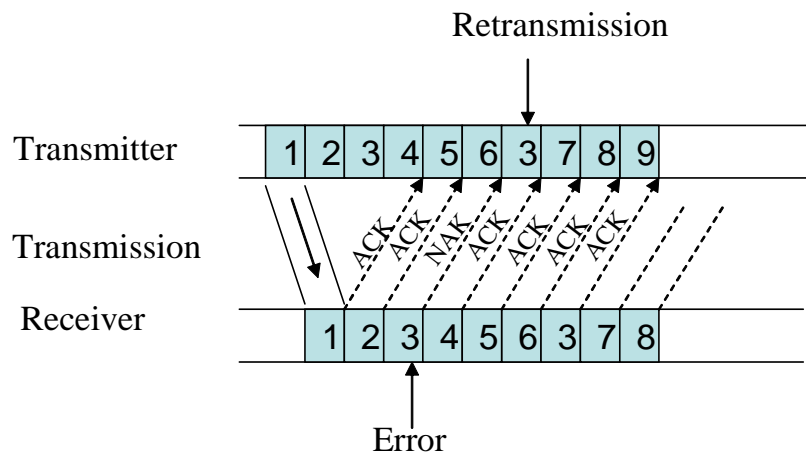 Retransmission
Transmitter
1 2 3 4 5 6 3 7 8 9
Transmission
ACK ACK NAK ACK ACK ACK ACK
Receiver
1 2 3 4 5 6 3 7 8
Error